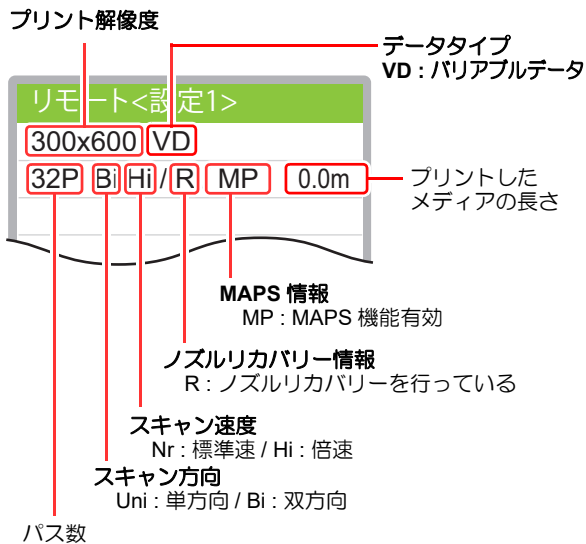 プリント解像度
データタイプ
VD : バリアブルデータ
リモート<設定1>
300x600 VD
32P Bi Hi / R MP 0.0m
プリントした
メディアの長さ
MAPS 情報
MP : MAPS 機能有効
ノズルリカバリー情報
R : ノズルリカバリーを行っている
スキャン速度
Nr : 標準速 / Hi : 倍速
スキャン方向
Uni : 単方向 / Bi : 双方向
パス数